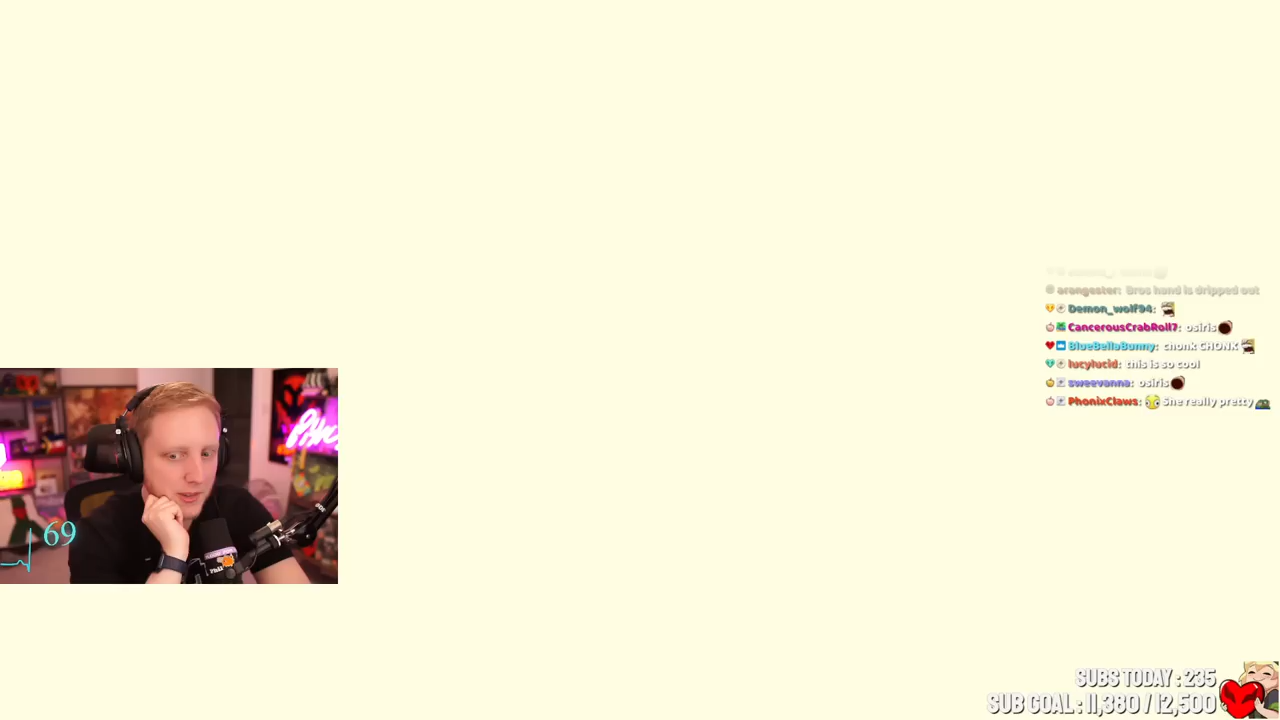 arangester: Bros hand is dripped out
Demon_wolf94:
CancerousCrabRoll7: osiris
BlueBellaBunny: chonk CHONK
lucylucid: this is so cool
sweevanna: osiris
PhonixClaws: She really pretty
69
SUBS TODAY : 235
SUB GOAL : 11,380 / 12,500